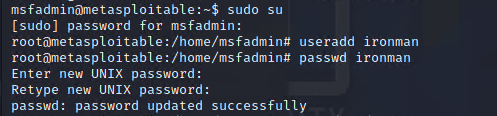 msfadmin@metasploitable:~$ sudo su
[sudo] password for msfadmin:
root@metasploitable:/home/msfadmin# useradd ironman
root@metasploitable:/home/msfadmin# passwd ironman
Enter new UNIX password:
Retype new UNIX password:
passwd: password updated successfully